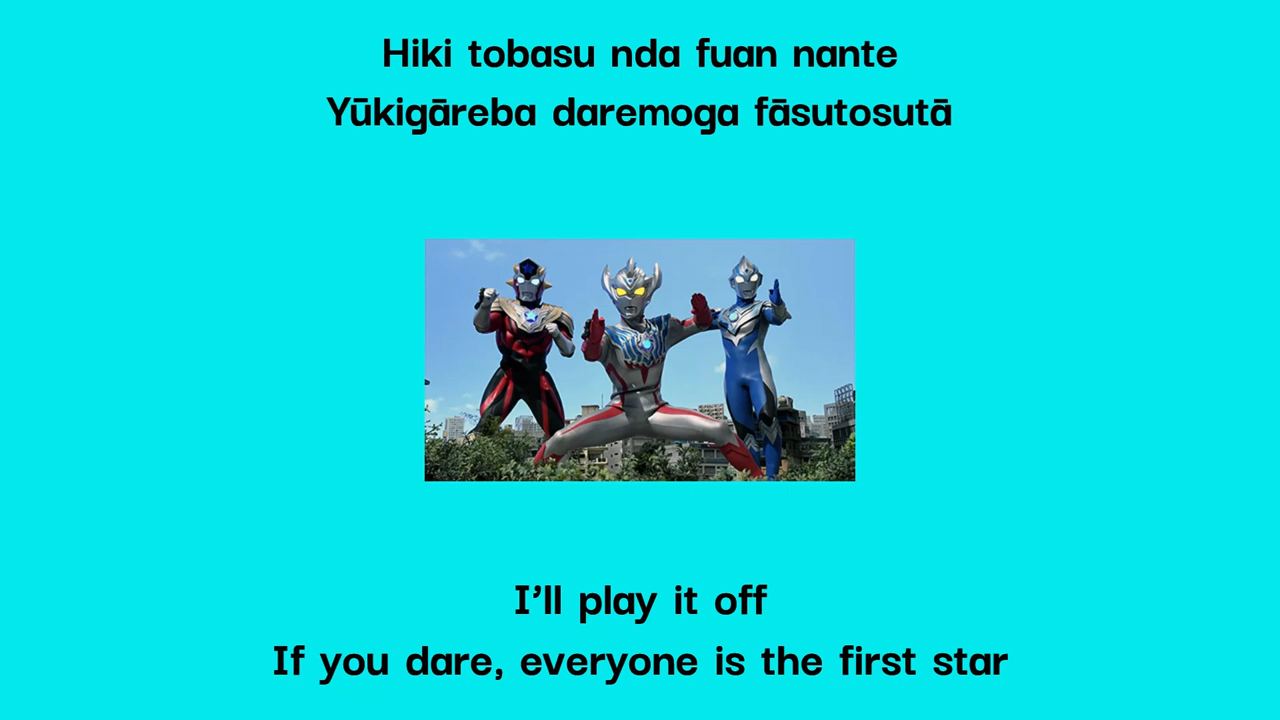 Hiki tobasu nda fuan nante
Yūkigāreba daremoga fāsutosutā
I’ll play it off
If you dare, everyone is the first star